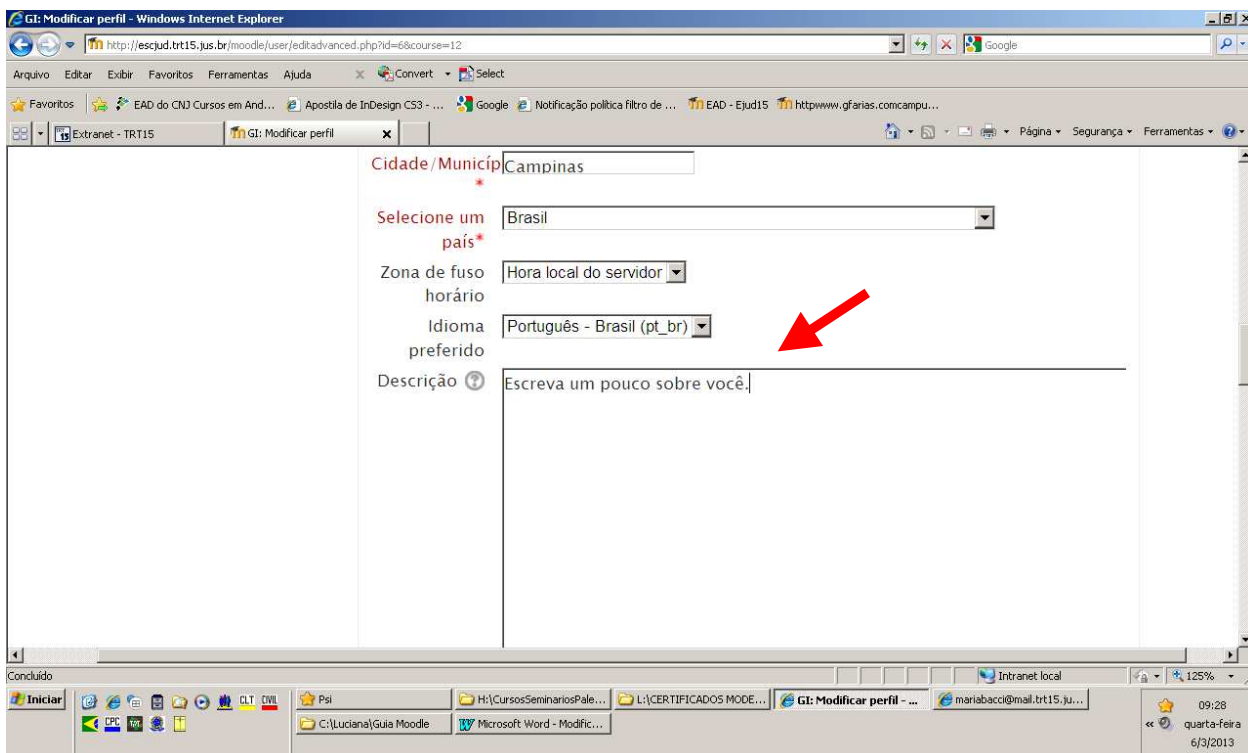 GI: Modificar perfil - Windows Internet Explorer
http://escjud.trt15.jus.br/moodle/user/editadvanced.php?id=6&course=12
Google
Arquivo Editar Exibir Favoritos Ferramentas Ajuda x Convert Select
Favoritos EAD do CNJ Cursos em And... Apostila de InDesign CS3 - ... Google Notificação política filtro de ... EAD - Ejud15 httpwww.gfarias.comcampu...
Extranet - TRT15 GI: Modificar perfil x Página Segurança Ferramentas
Cidade/Municíp Campinas
*
Selecione um Brasil
país*
Zona de fuso Hora local do servidor
horário
Idioma Português - Brasil (pt_br)
preferido
Descrição ? Escreva um pouco sobre você.
Concluído Intranet local 125%
Iniciar CLT CIVIL Psi H:\CursosSeminariosPale... L:\CERTIFICADOS MODE... GI: Modificar perfil - ... mariabacci@mail.trt15.ju... 09:28
CPC C:\Luciana\Guia Moodle Microsoft Word - Modific... quarta-feira
6/3/2013